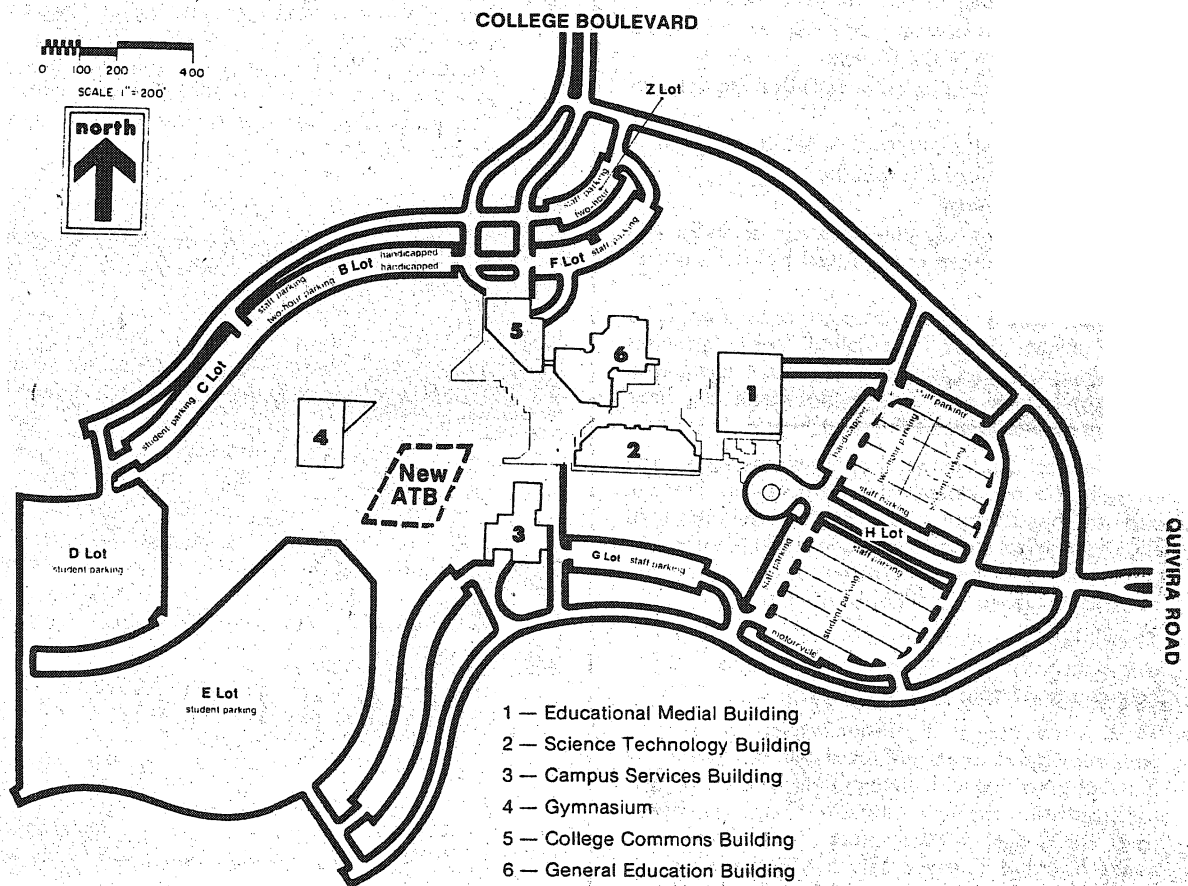 COLLEGE BOULEVARD
0 100 200 400
SCALE 1"=200'
north
Z Lot
staff parking
two-hour
F Lot staff parking
B Lot
handicapped
handicapped
staff parking
two-hour parking
C Lot
student parking
5
6
1
4
2
New
ATB
3
staff parking
handicapped
two-hour parking
student parking
staff parking
H Lot
staff parking
G Lot staff parking
staff parking
student parking
motorcycle
D Lot
student parking
E Lot
student parking
QUIVIRA ROAD
1 — Educational Medial Building
2 — Science Technology Building
3 — Campus Services Building
4 — Gymnasium
5 — College Commons Building
6 — General Education Building